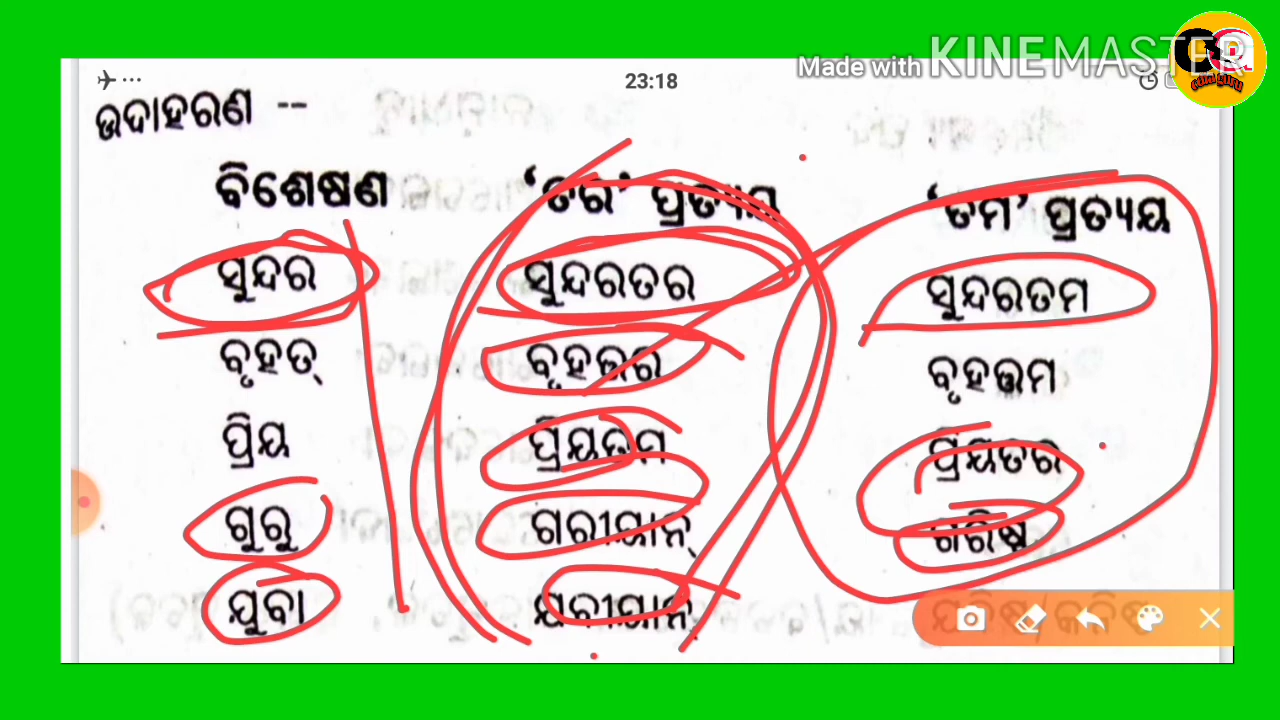 Made with KINEMASTER
23:18
ଉଦାହରଣ --
ବିଶେଷଣ ‘ତର’ ପ୍ରତ୍ୟୟ ‘ତମ’ ପ୍ରତ୍ୟୟ
ସୁନ୍ଦର ସୁନ୍ଦରତର ସୁନ୍ଦରତମ
ବୃହତ୍ ବୃହତ୍ତର ବୃହତ୍ତମ
ପ୍ରିୟ ପ୍ରିୟତମ ପ୍ରିୟତର
ଗୁରୁ ଗରୀୟାନ୍ ଗରିଷ୍ଠ
ଯୁବା ଯବୀୟାନ୍